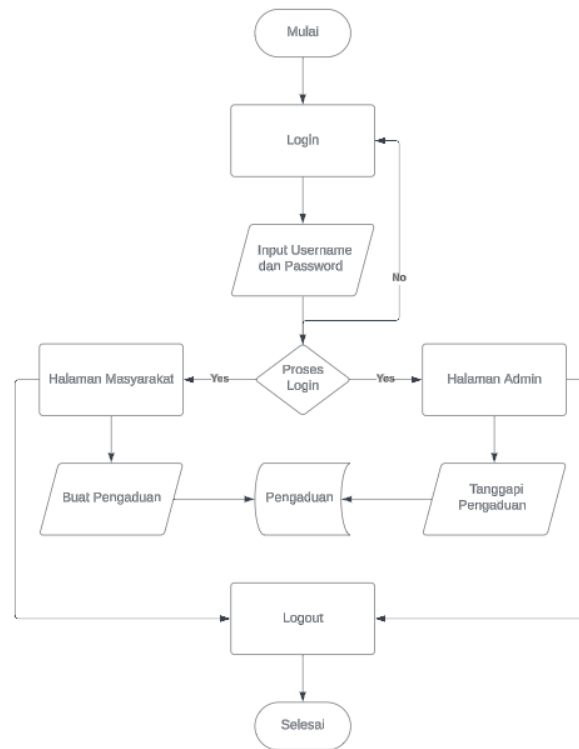 Mulai
Login
Input Username
dan Password
No
Proses
Login
Yes
Yes
Halaman Masyarakat
Halaman Admin
Buat Pengaduan
Pengaduan
Tanggapi
Pengaduan
Logout
Selesai